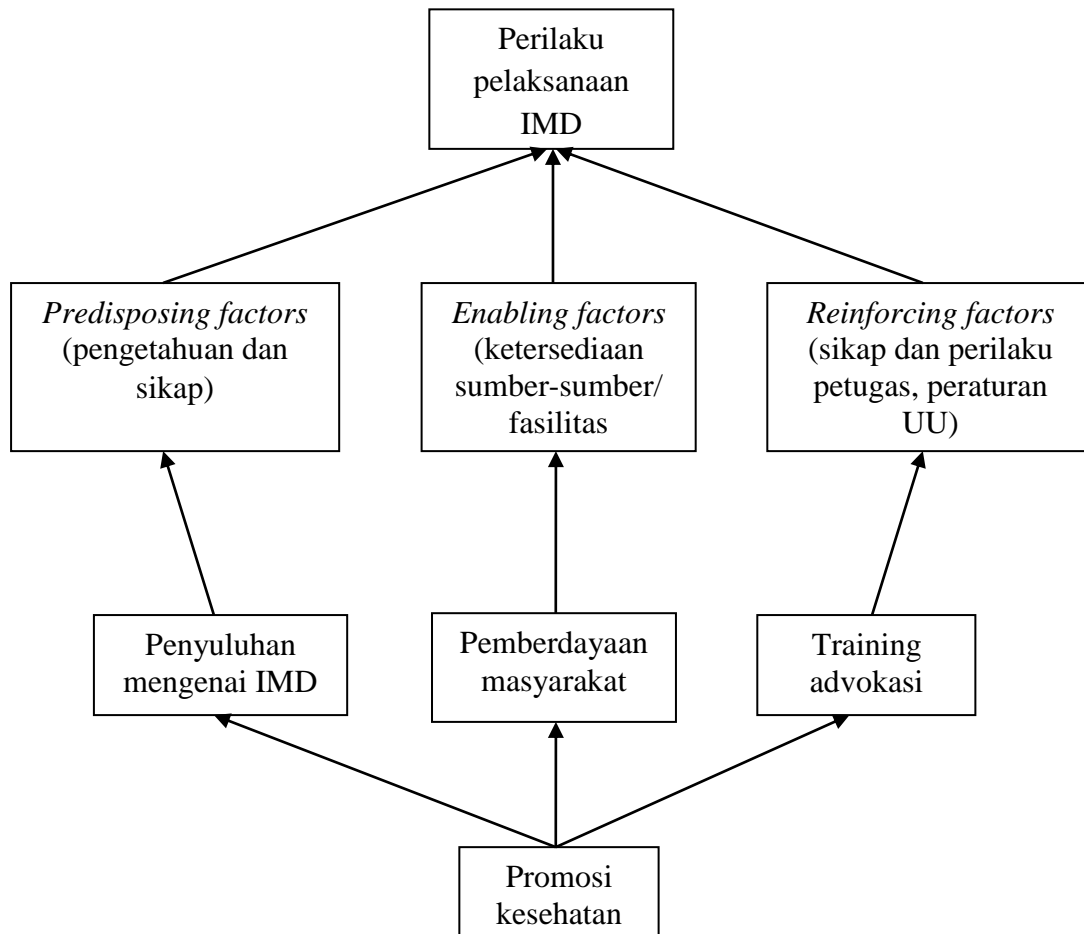 Perilaku
pelaksanaan
IMD
Predisposing factors
(pengetahuan dan
sikap)
Enabling factors
(ketersediaan
sumber-sumber/
fasilitas
Reinforcing factors
(sikap dan perilaku
petugas, peraturan
UU)
Penyuluhan
mengenai IMD
Pemberdayaan
masyarakat
Training
advokasi
Promosi
kesehatan